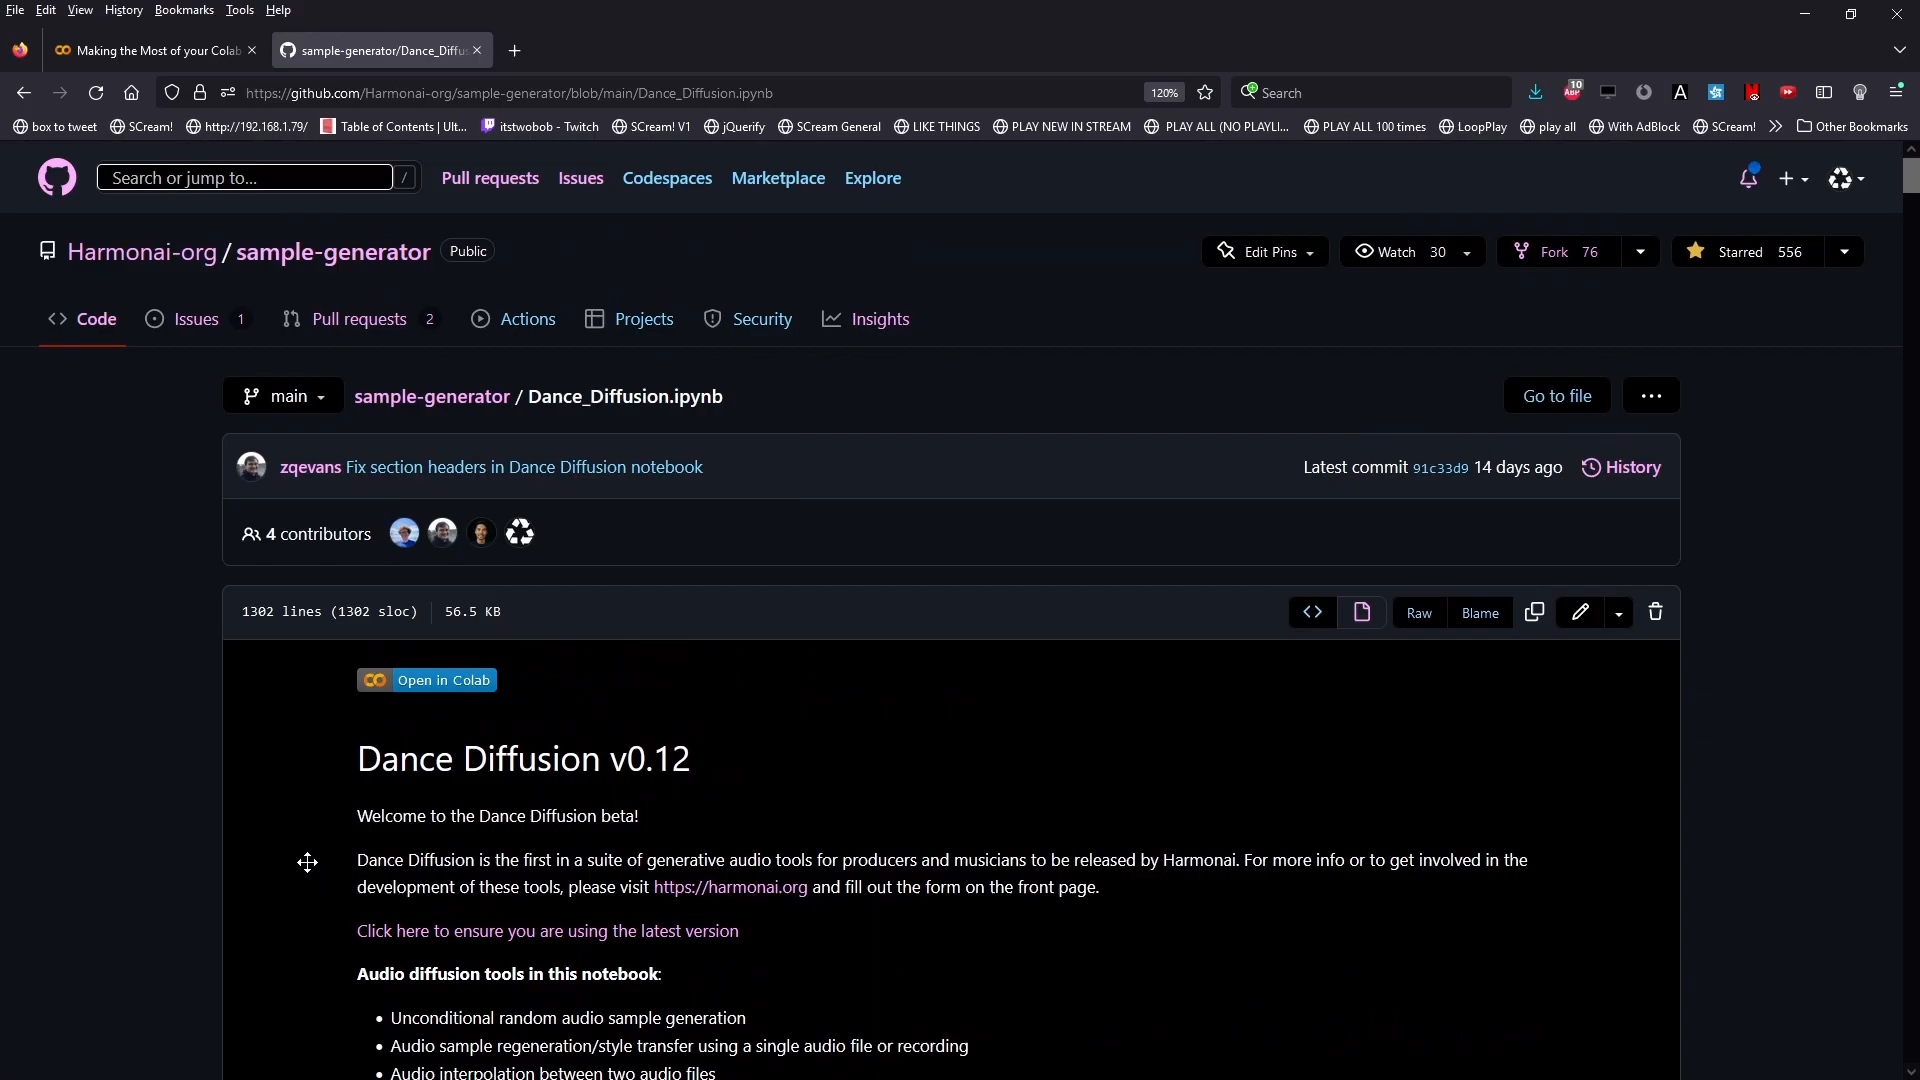 File Edit View History Bookmarks Tools Help
Making the Most of your Colab
sample-generator/Dance_Diffus
https://github.com/Harmonai-org/sample-generator/blob/main/Dance_Diffusion.ipynb
120%
Search
10
ABP
A
box to tweet SCream! http://192.168.1.79/ Table of Contents | Ult... itstwobob - Twitch SCream! V1 jQuerify SCream General LIKE THINGS PLAY NEW IN STREAM PLAY ALL (NO PLAYLI... PLAY ALL 100 times LoopPlay play all With AdBlock SCream! Other Bookmarks
Search or jump to... / Pull requests Issues Codespaces Marketplace Explore
Harmonai-org / sample-generator Public
Edit Pins Watch 30 Fork 76 Starred 556
Code Issues 1 Pull requests 2 Actions Projects Security Insights
main sample-generator / Dance_Diffusion.ipynb Go to file
zqevans Fix section headers in Dance Diffusion notebook Latest commit 91c33d9 14 days ago History
4 contributors
1302 lines (1302 sloc) 56.5 KB Raw Blame
Open in Colab
Dance Diffusion v0.12
Welcome to the Dance Diffusion beta!
Dance Diffusion is the first in a suite of generative audio tools for producers and musicians to be released by Harmonai. For more info or to get involved in the
development of these tools, please visit https://harmonai.org and fill out the form on the front page.
Click here to ensure you are using the latest version
Audio diffusion tools in this notebook:
• Unconditional random audio sample generation
• Audio sample regeneration/style transfer using a single audio file or recording
• Audio interpolation between two audio files